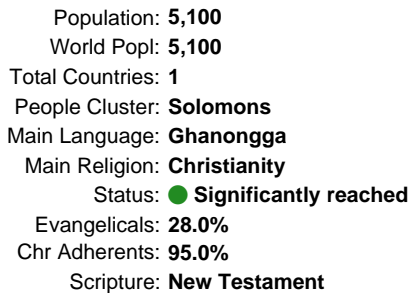 Population: 5,100
World Popl: 5,100
Total Countries: 1
People Cluster: Solomons
Main Language: Ghanongga
Main Religion: Christianity
Status: Significantly reached
Evangelicals: 28.0%
Chr Adherents: 95.0%
Scripture: New Testament